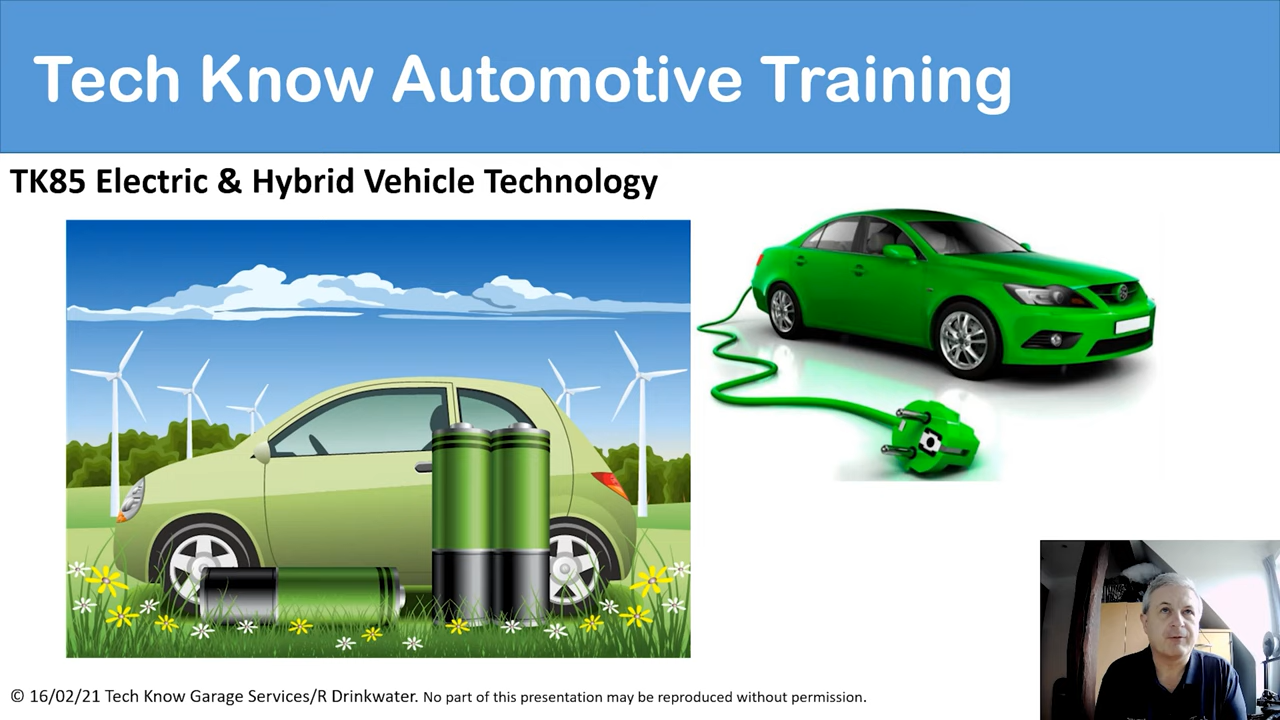 Tech Know Automotive Training
TK85 Electric & Hybrid Vehicle Technology
© 16/02/21 Tech Know Garage Services/R Drinkwater. No part of this presentation may be reproduced without permission.